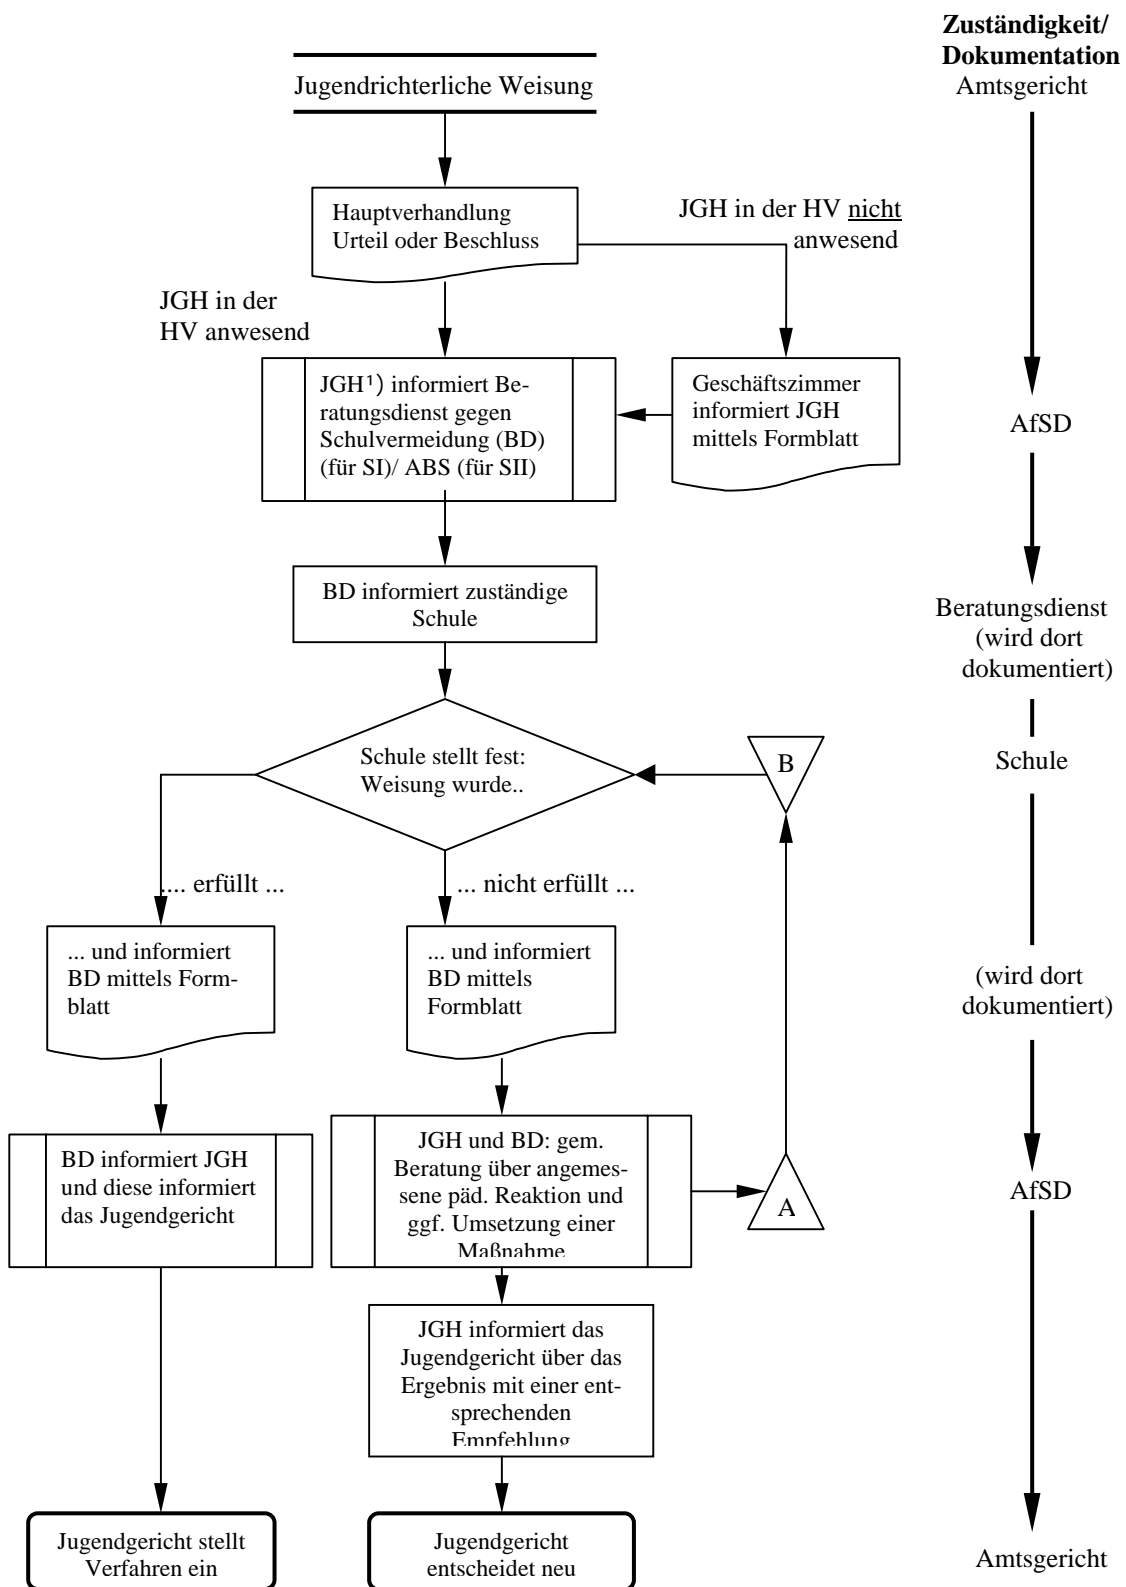 Zuständigkeit/
Dokumentation
Amtsgericht
Jugendrichterliche Weisung
Hauptverhandlung
Urteil oder Beschluss
JGH in der HV nicht
anwesend
JGH in der
HV anwesend
JGH¹) informiert Be-
ratungsdienst gegen
Schulvermeidung (BD)
(für SI)/ ABS (für SII)
Geschäftszimmer
informiert JGH
mittels Formblatt
AfSD
BD informiert zuständige
Schule
Beratungsdienst
(wird dort
dokumentiert)
Schule stellt fest:
Weisung wurde..
B
Schule
.... erfüllt ...
... nicht erfüllt ...
... und informiert
BD mittels Form-
blatt
... und informiert
BD mittels
Formblatt
(wird dort
dokumentiert)
BD informiert JGH
und diese informiert
das Jugendgericht
JGH und BD: gem.
Beratung über angemes-
sene päd. Reaktion und
ggf. Umsetzung einer
Maßnahme
A
AfSD
JGH informiert das
Jugendgericht über das
Ergebnis mit einer ent-
sprechenden
Empfehlung
Jugendgericht stellt
Verfahren ein
Jugendgericht
entscheidet neu
Amtsgericht